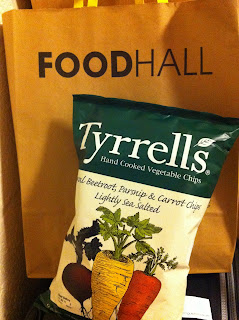 FOODHALL
Tyrrells®
Hand Cooked Vegetable Chips
Beetroot, Parsnip & Carrot Chips
Lightly Sea Salted